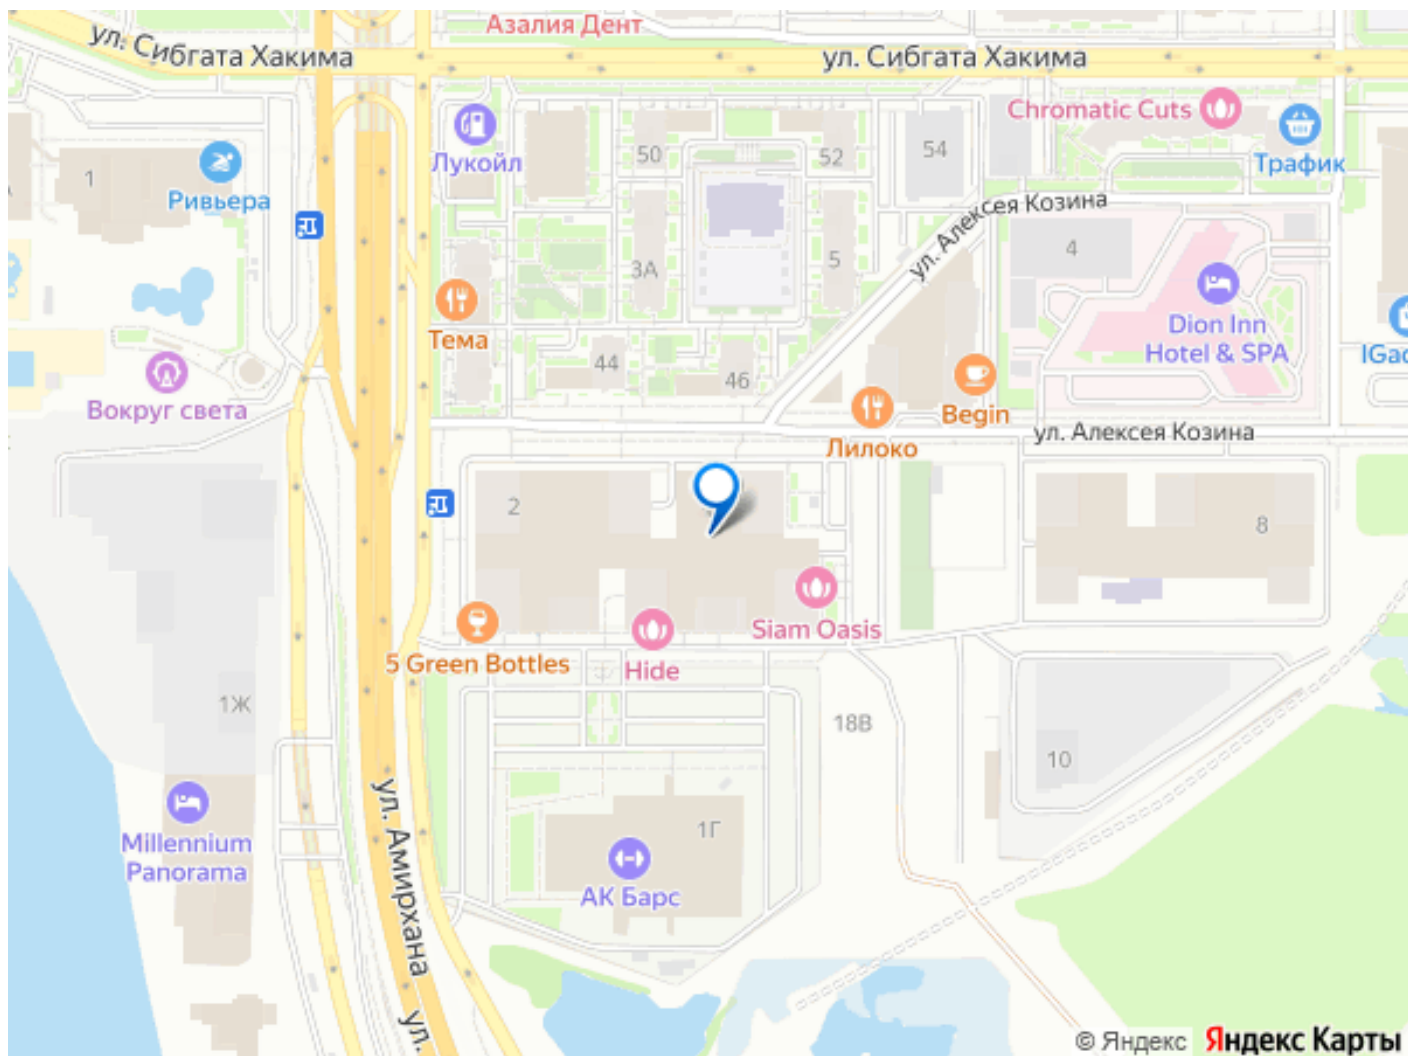 Азалия Дент
ул. Сибгата Хакима
ул. Сибгата Хакима
Chromatic Cuts
Трафик
Лукойл
50
52
54
1
Ривьера
ул. Алексея Козина
4
3А
5
Тема
Dion Inn
Hotel & SPA
44
46
Вокруг света
Begin
Лилоко
ул. Алексея Козина
2
8
Siam Oasis
5 Green Bottles
Hide
1Ж
18В
10
ул. Амирхана
ул.
Millennium
Panorama
1Г
АК Барс
© Яндекс Яндекс Карты